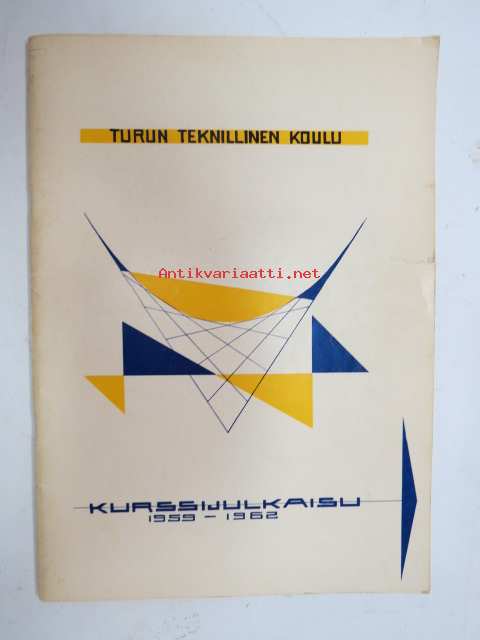 TURUN TEKNILLINEN KOULU
Antikvariaatti.net
KURSSIJULKAISU
1959 - 1962